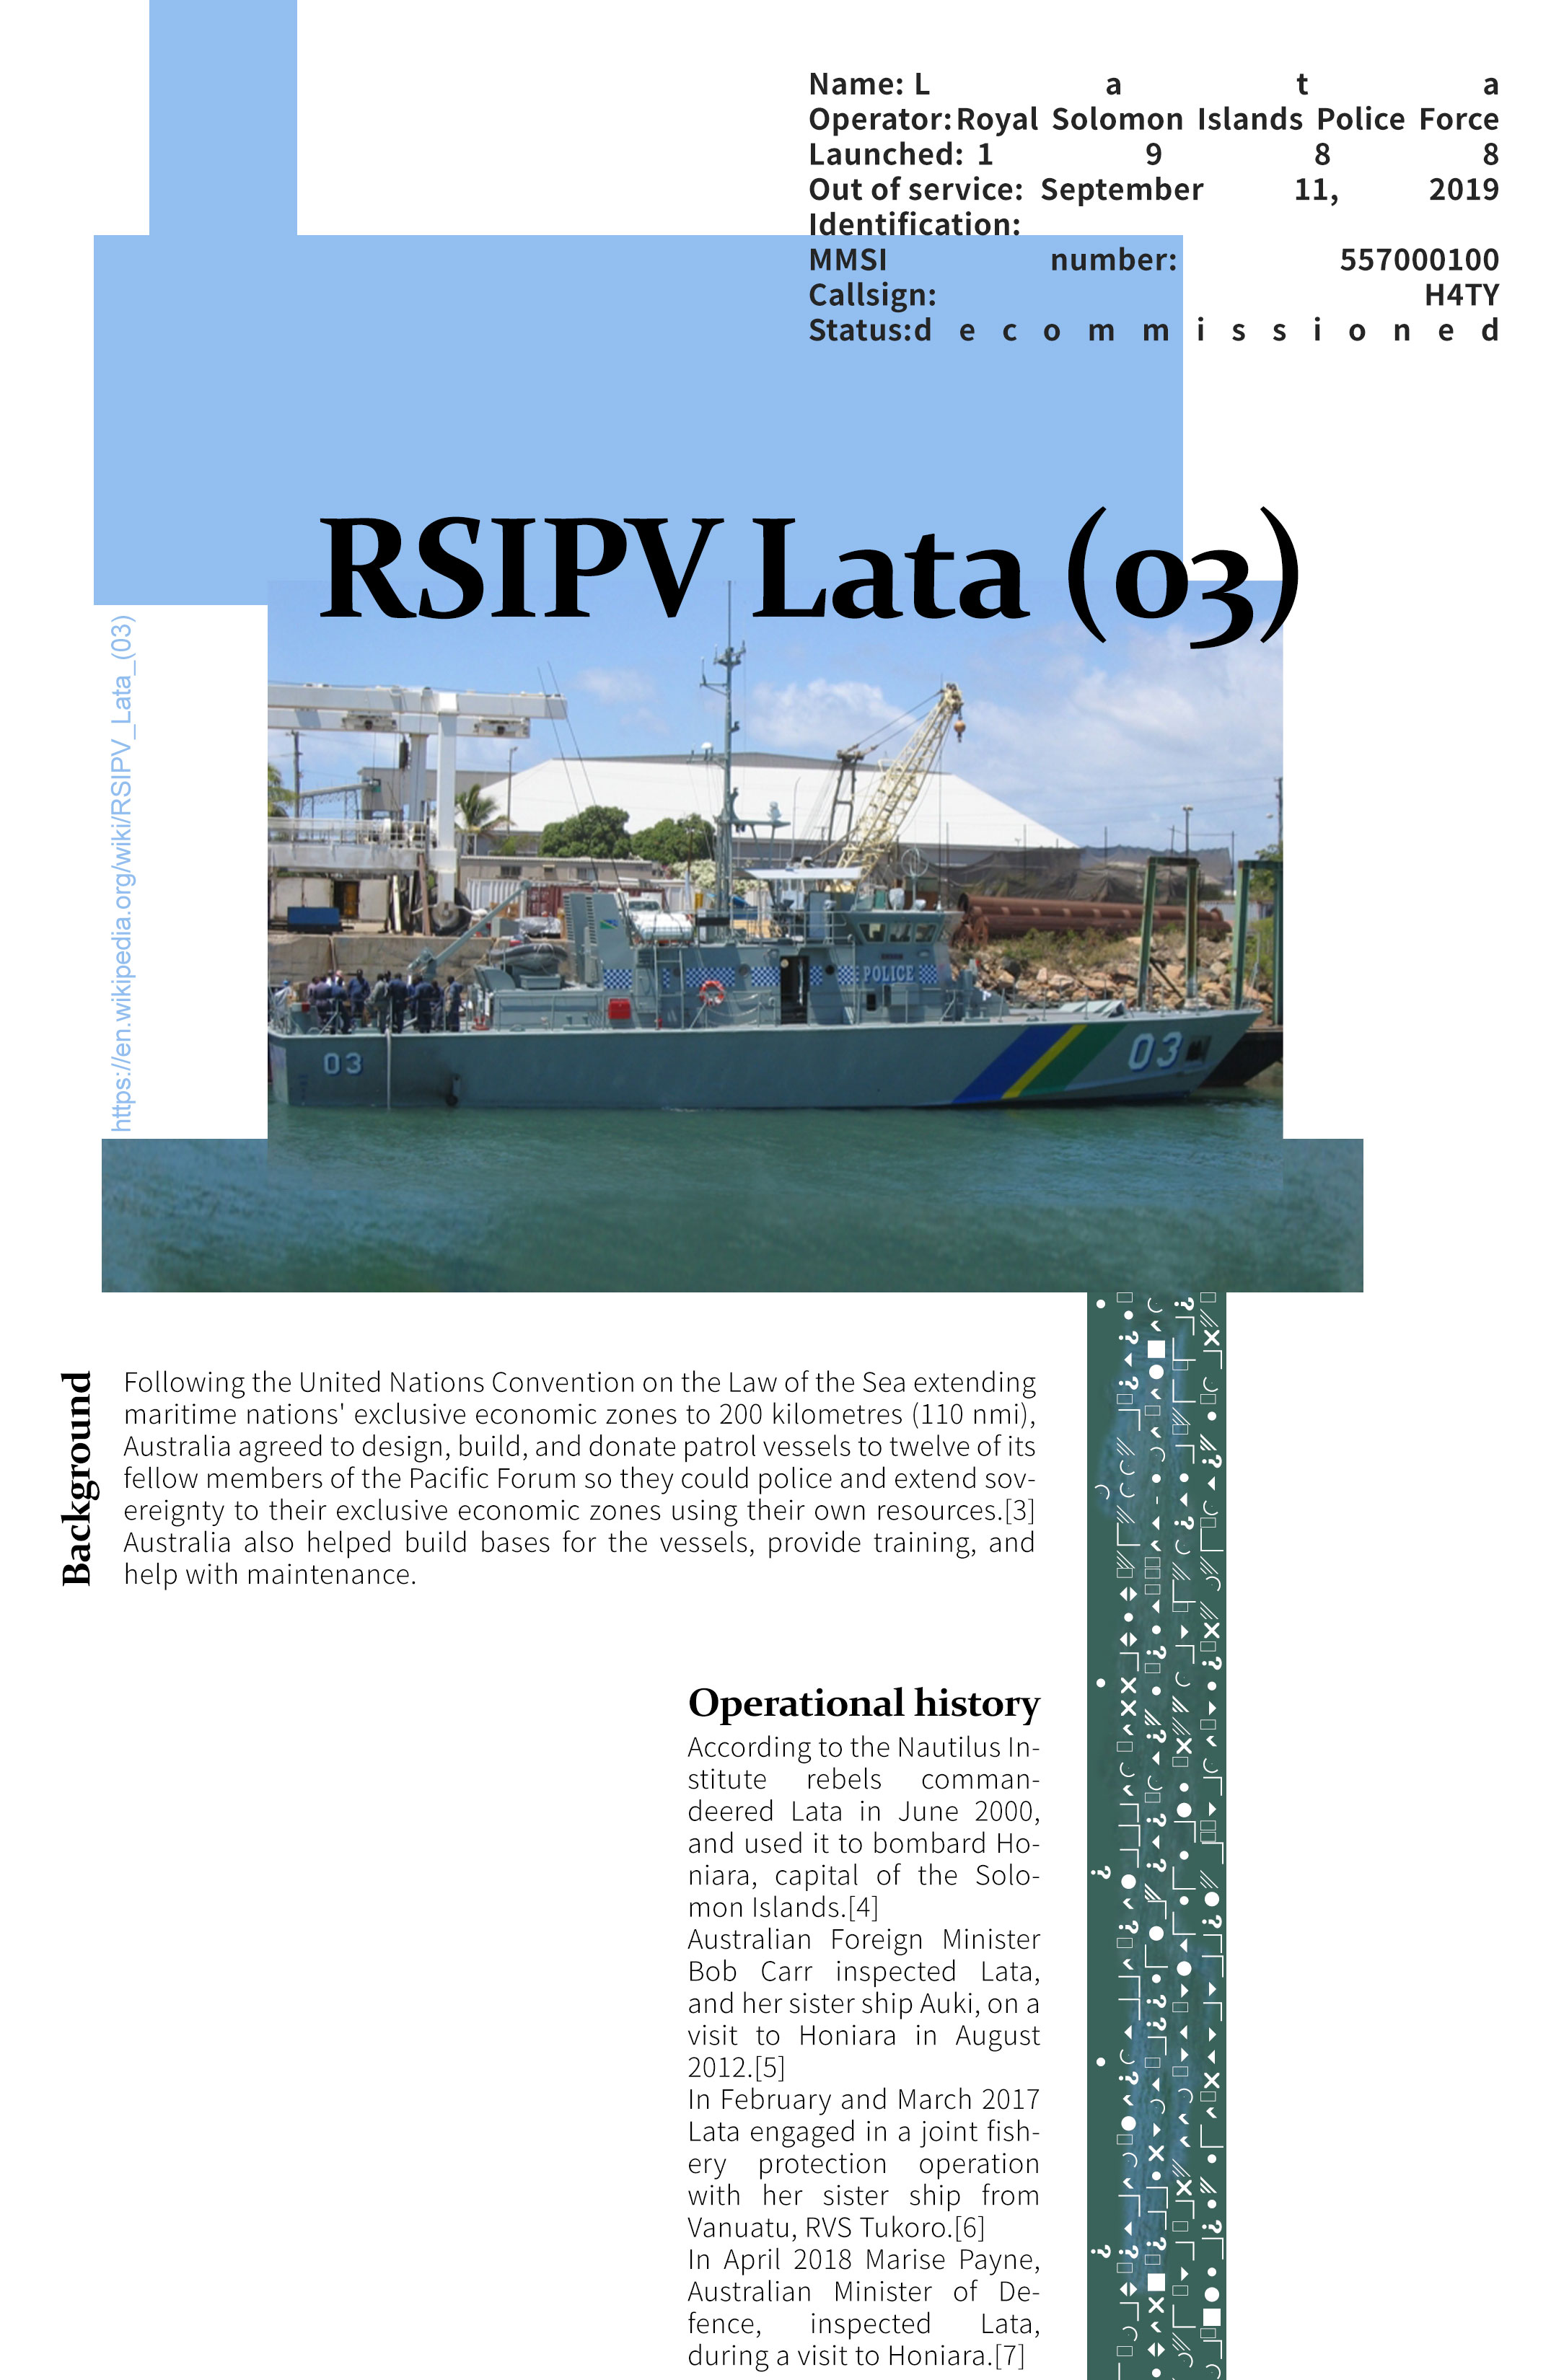 Name: Lata
Operator: Royal Solomon Islands Police Force
Launched: 1988
Out of service: September 11, 2019
Identification:
MMSI number: 557000100
Callsign: H4TY
Status:decommissioned
RSIPV Lata (03)
https://en.wikipedia.org/wiki/RSIPV_Lata_(03)
POLICE
03
03
Background
Following the United Nations Convention on the Law of the Sea extending
maritime nations' exclusive economic zones to 200 kilometres (110 nmi),
Australia agreed to design, build, and donate patrol vessels to twelve of its
fellow members of the Pacific Forum so they could police and extend sov-
ereignty to their exclusive economic zones using their own resources.[3]
Australia also helped build bases for the vessels, provide training, and
help with maintenance.
Operational history
According to the Nautilus In-
stitute rebels comman-
deered Lata in June 2000,
and used it to bombard Ho-
niara, capital of the Solo-
mon Islands.[4]
Australian Foreign Minister
Bob Carr inspected Lata,
and her sister ship Auki, on a
visit to Honiara in August
2012.[5]
In February and March 2017
Lata engaged in a joint fish-
ery protection operation
with her sister ship from
Vanuatu, RVS Tukoro.[6]
In April 2018 Marise Payne,
Australian Minister of De-
fence, inspected Lata,
during a visit to Honiara.[7]